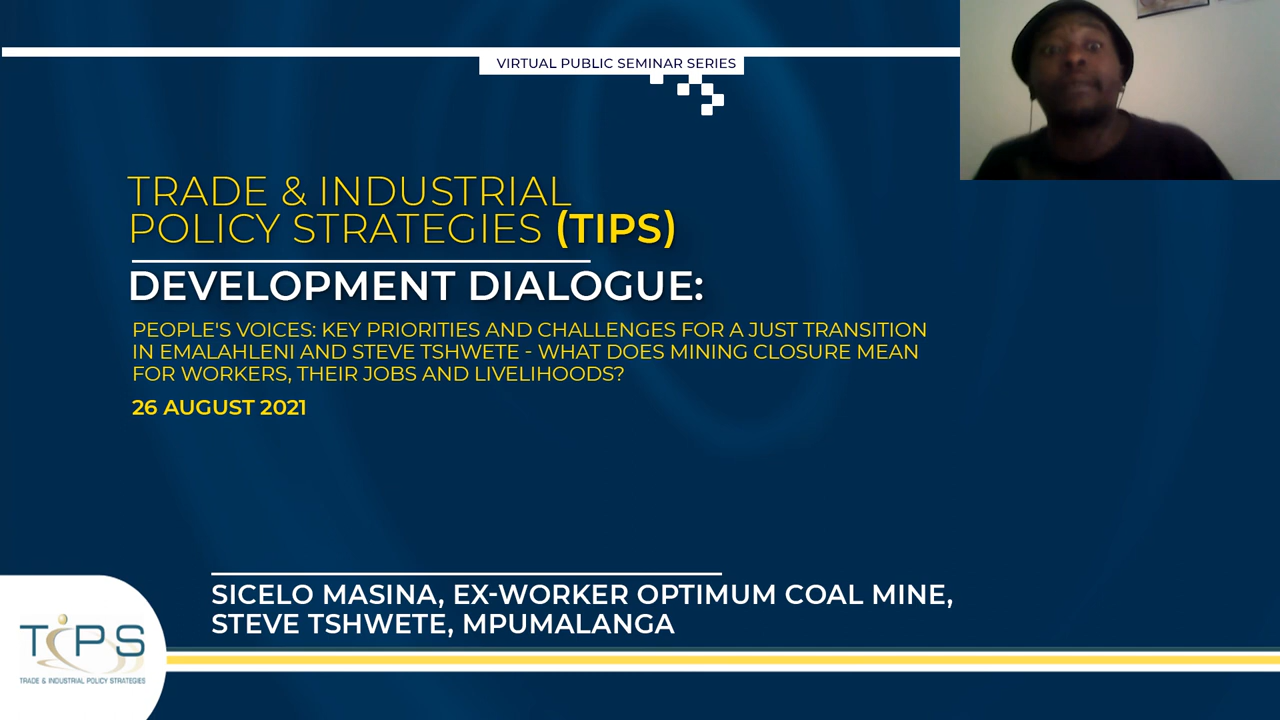 VIRTUAL PUBLIC SEMINAR SERIES
TRADE & INDUSTRIAL
POLICY STRATEGIES (TIPS)
DEVELOPMENT DIALOGUE:
PEOPLE'S VOICES: KEY PRIORITIES AND CHALLENGES FOR A JUST TRANSITION
IN EMALAHLENI AND STEVE TSHWETE - WHAT DOES MINING CLOSURE MEAN
FOR WORKERS, THEIR JOBS AND LIVELIHOODS?
26 AUGUST 2021
SICELO MASINA, EX-WORKER OPTIMUM COAL MINE,
STEVE TSHWETE, MPUMALANGA
TiPS
TRADE & INDUSTRIAL POLICY STRATEGIES